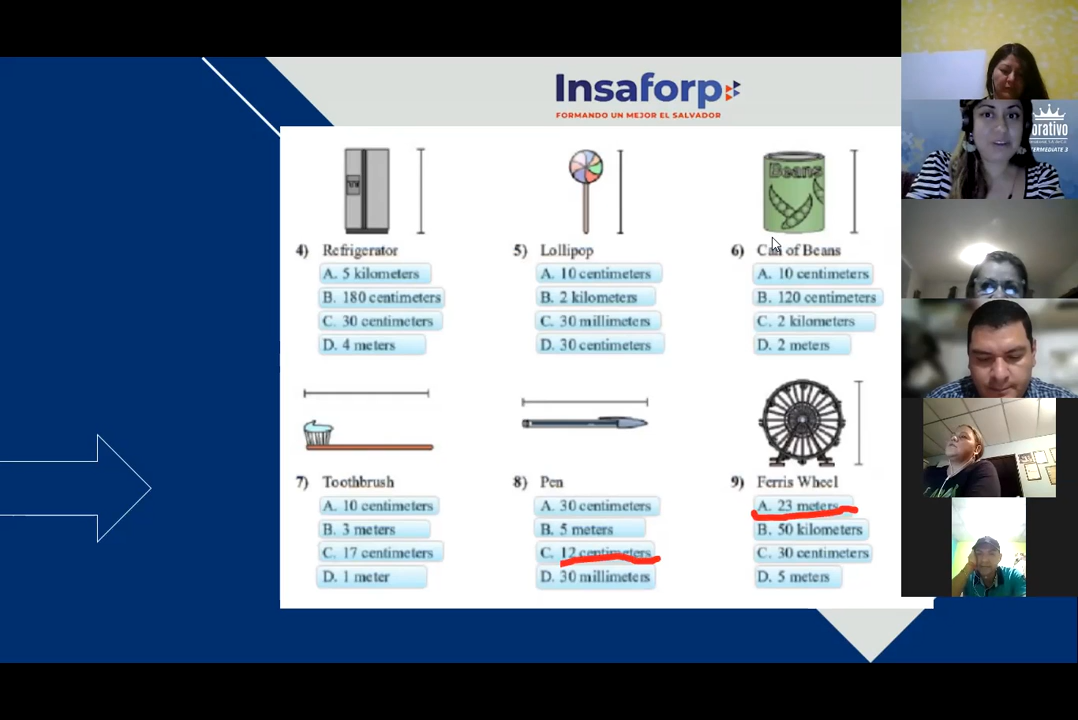 Insaforp
FORMANDO UN MEJOR EL SALVADOR
orativo
TERMEDIATE 3
Beans
4) Refrigerator
A. 5 kilometers
B. 180 centimeters
C. 30 centimeters
D. 4 meters
5) Lollipop
A. 10 centimeters
B. 2 kilometers
C. 30 millimeters
D. 30 centimeters
6) Can of Beans
A. 10 centimeters
B. 120 centimeters
C. 2 kilometers
D. 2 meters
7) Toothbrush
A. 10 centimeters
B. 3 meters
C. 17 centimeters
D. 1 meter
8) Pen
A. 30 centimeters
B. 5 meters
C. 12 centimeters
D. 30 millimeters
9) Ferris Wheel
A. 23 meters
B. 50 kilometers
C. 30 centimeters
D. 5 meters